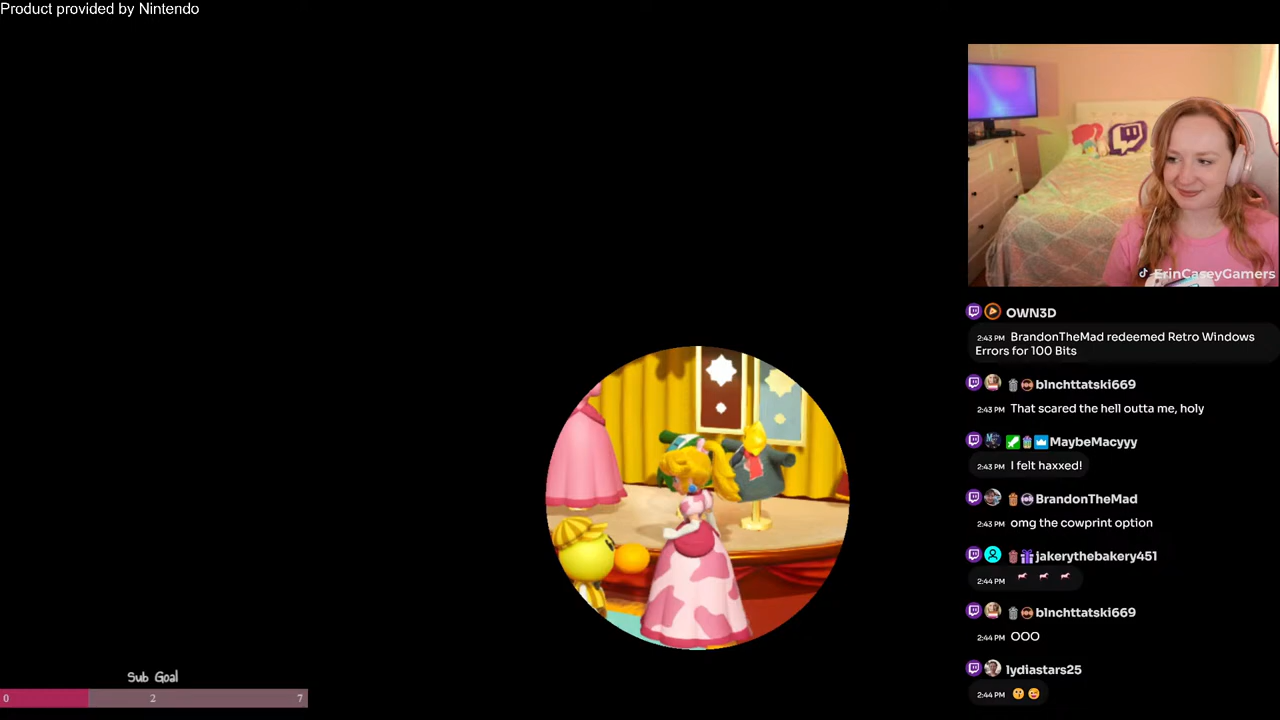 Product provided by Nintendo
ErinCaseyGamers
OWN3D
2:43 PM BrandonTheMad redeemed Retro Windows
Errors for 100 Bits
blnchttatski669
2:43 PM That scared the hell outta me, holy
MaybeMacyyy
2:43 PM I felt haxxed!
BrandonTheMad
2:43 PM omg the cowprint option
jakerythebakery451
2:44 PM
blnchttatski669
2:44 PM OOO
lydiastars25
2:44 PM
Sub Goal
0 2 7